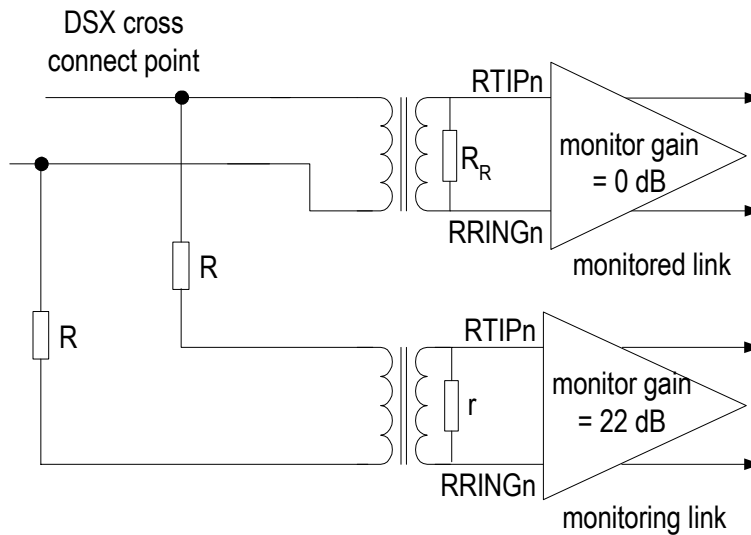 DSX cross
connect point
RTIPn
RR
monitor gain
= 0 dB
RRINGn
monitored link
R
R
RTIPn
r
monitor gain
= 22 dB
RRINGn
monitoring link